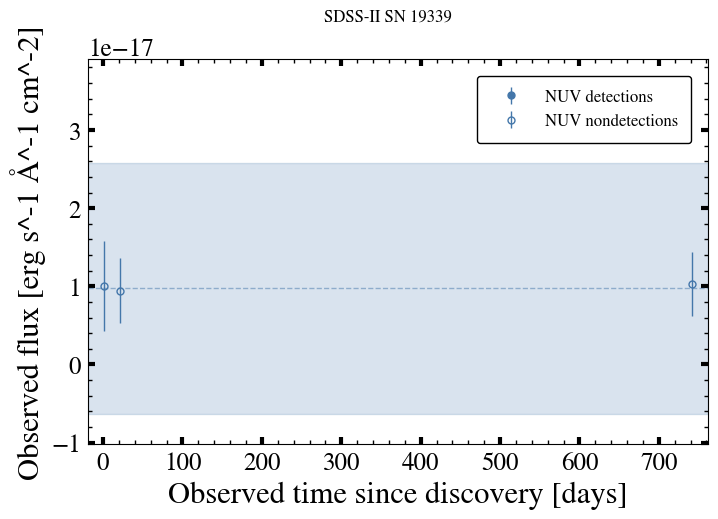 SDSS-II SN 19339
1e−17
Observed flux [erg s^-1 Å^-1 cm^-2]
3
2
1
0
−1
NUV detections
NUV nondetections
0 100 200 300 400 500 600 700
Observed time since discovery [days]